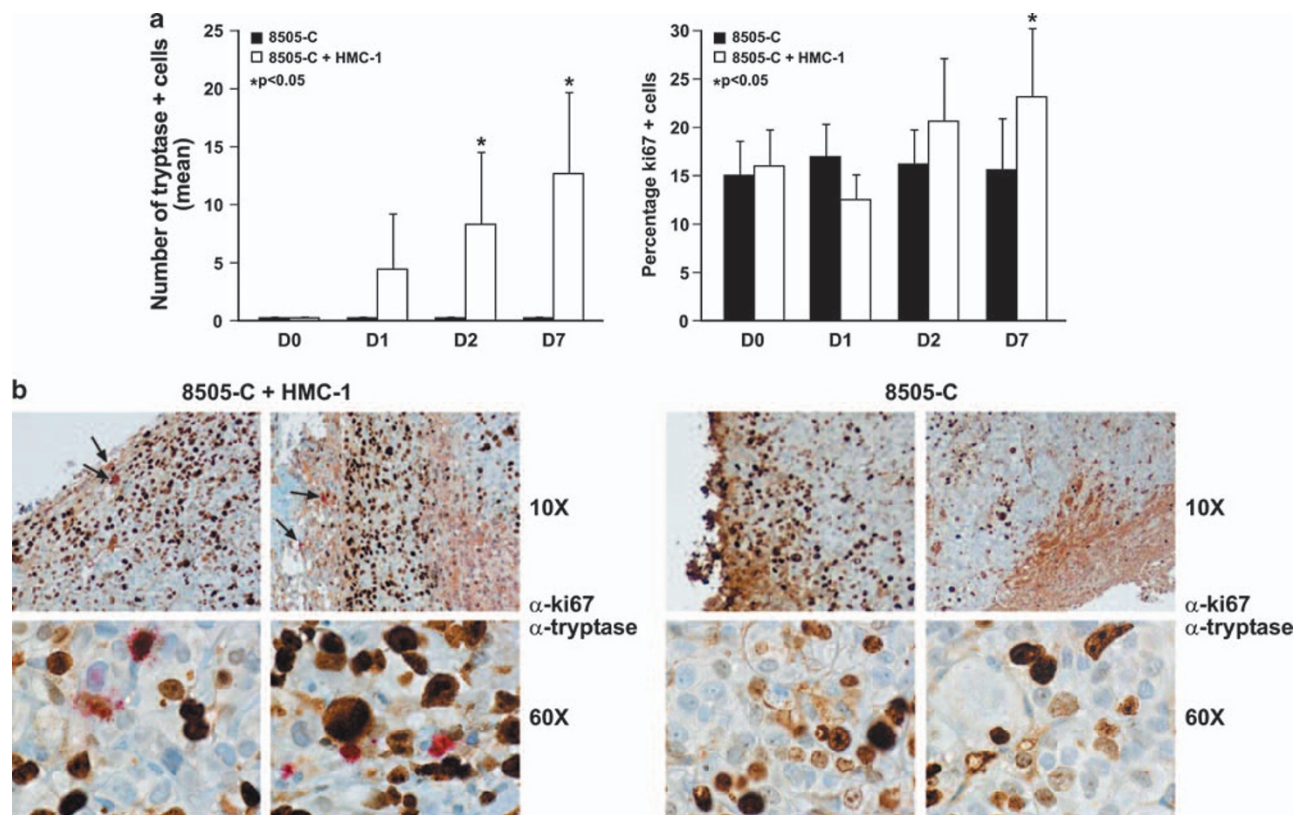 a
Number of tryptase + cells
(mean)
25
20
15
10
5
0
8505-C
8505-C + HMC-1
*p<0.05
*
*
D0
D1
D2
D7
Percentage ki67 + cells
30
25
20
15
10
5
0
8505-C
8505-C + HMC-1
*p<0.05
*
D0
D1
D2
D7
b
8505-C + HMC-1
8505-C
10X
10X
α-ki67
α-tryptase
α-ki67
α-tryptase
60X
60X